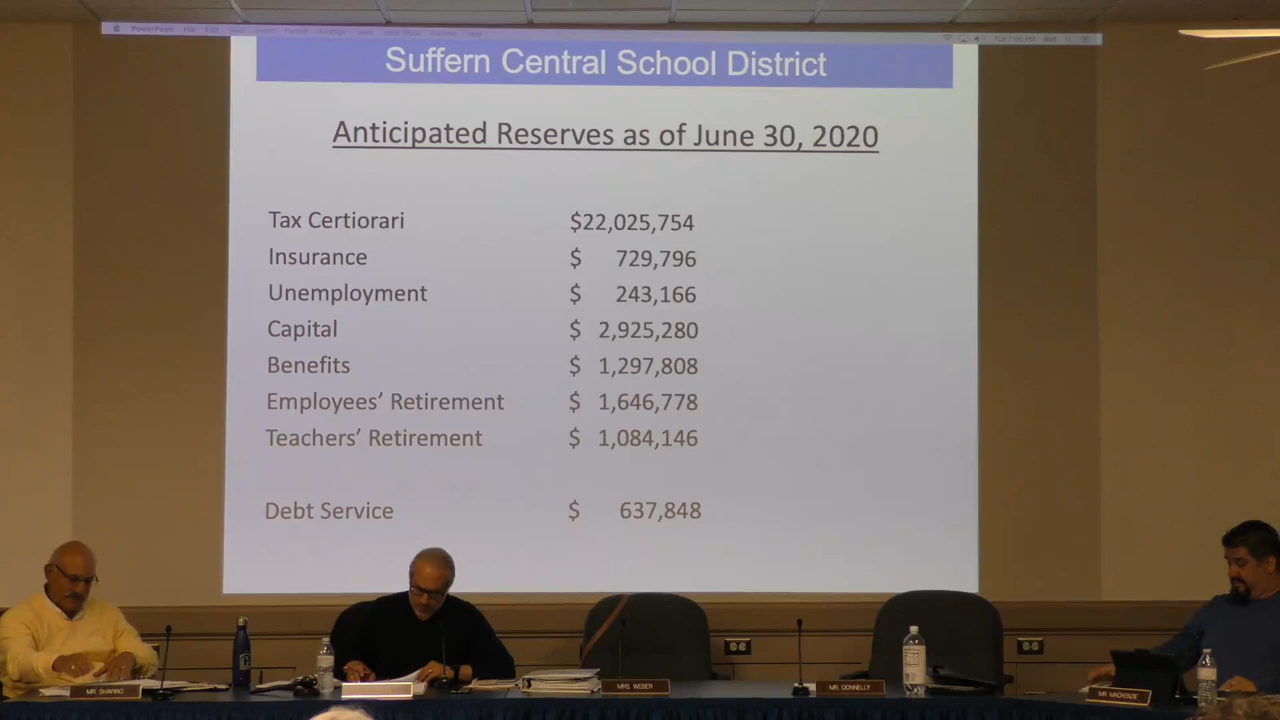 PowerPoint
Suffern Central School District
Anticipated Reserves as of June 30, 2020
Tax Certiorari $22,025,754
Insurance $ 729,796
Unemployment $ 243,166
Capital $ 2,925,280
Benefits $ 1,297,808
Employees’ Retirement $ 1,646,778
Teachers’ Retirement $ 1,084,146
Debt Service $ 637,848
MR. SHAPIRO
MRS. WEBER
MR. DONNELLY
MR. MACKENZIE